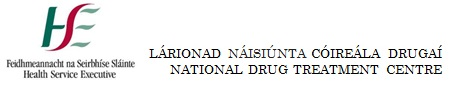 Feidhmeannacht na Seirbhíse Sláinte
Health Service Executive
LÁRIONAD NÁISIÚNTA CÓIREÁLA DRUGAÍ
NATIONAL DRUG TREATMENT CENTRE